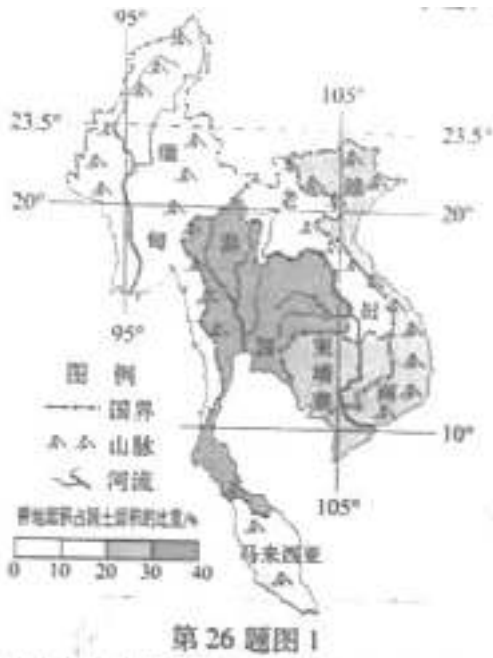 95°
105°
23.5°
23.5°
缅
老
越
20°
20°
甸
泰
95°
国
柬
埔
寨
南
图 例
国界
山脉
10°
河流
105°
耕地面积占国土面积的比重/%
马来西亚
0 10 20 30 40
第 26 题图 1